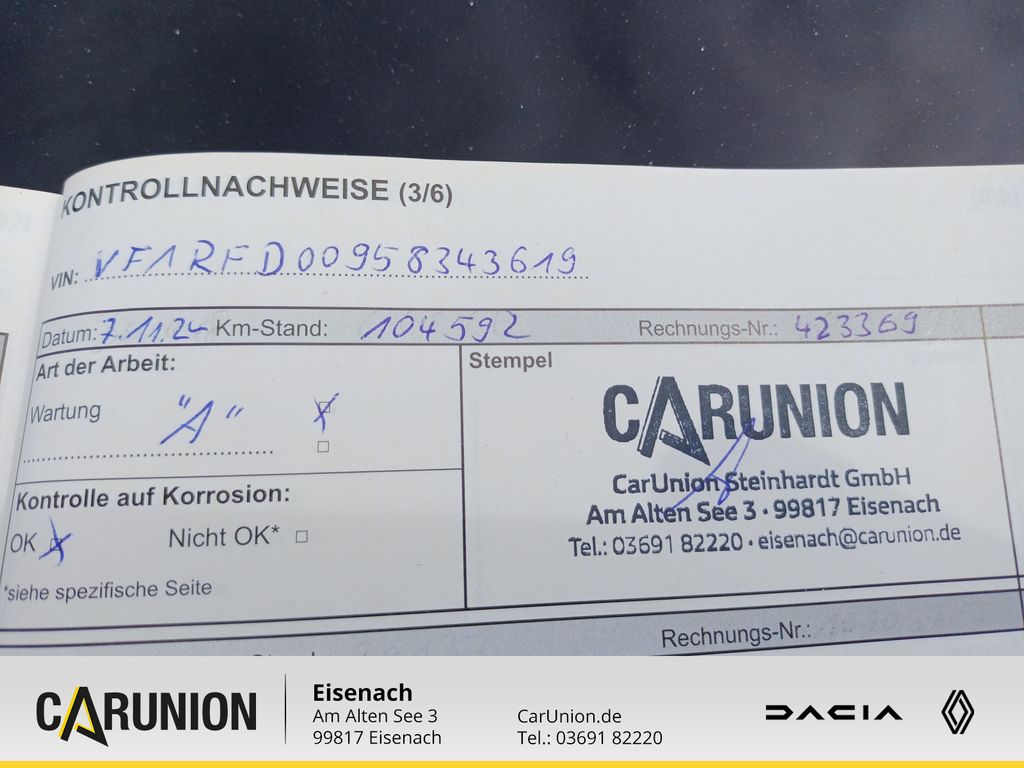 KONTROLLNACHWEISE (3/6)
VIN: VF1RFD00958343619
Datum: 7.11.24 Km-Stand: 104592 Rechnungs-Nr.: 423369
Art der Arbeit:
Wartung "A"
Kontrolle auf Korrosion:
OK Nicht OK*
*siehe spezifische Seite
Stempel
CARUNION
CarUnion Steinhardt GmbH
Am Alten See 3 · 99817 Eisenach
Tel.: 03691 82220 · eisenach@carunion.de
Rechnungs-Nr.:
CARUNION
Eisenach
Am Alten See 3
99817 Eisenach
CarUnion.de
Tel.: 03691 82220
DACIA